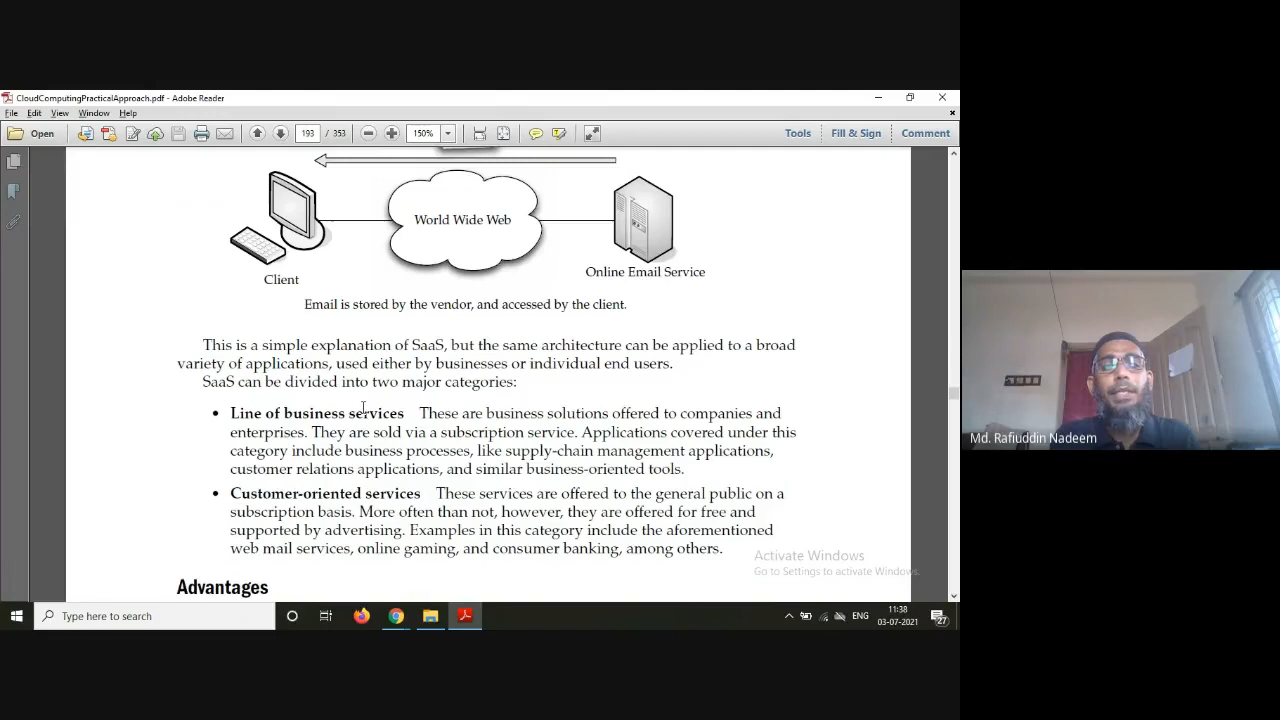 CloudComputingPracticalApproach.pdf - Adobe Reader
File Edit View Window Help
Open 193 / 353 150% Tools Fill & Sign Comment
World Wide Web
Client
Online Email Service
Email is stored by the vendor, and accessed by the client.
This is a simple explanation of SaaS, but the same architecture can be applied to a broad
variety of applications, used either by businesses or individual end users.
SaaS can be divided into two major categories:
• Line of business services These are business solutions offered to companies and
enterprises. They are sold via a subscription service. Applications covered under this
category include business processes, like supply-chain management applications,
customer relations applications, and similar business-oriented tools.
• Customer-oriented services These services are offered to the general public on a
subscription basis. More often than not, however, they are offered for free and
supported by advertising. Examples in this category include the aforementioned
web mail services, online gaming, and consumer banking, among others.
Advantages
Activate Windows
Go to Settings to activate Windows.
Type here to search
ENG
11:38
03-07-2021
27
Md. Rafiuddin Nadeem